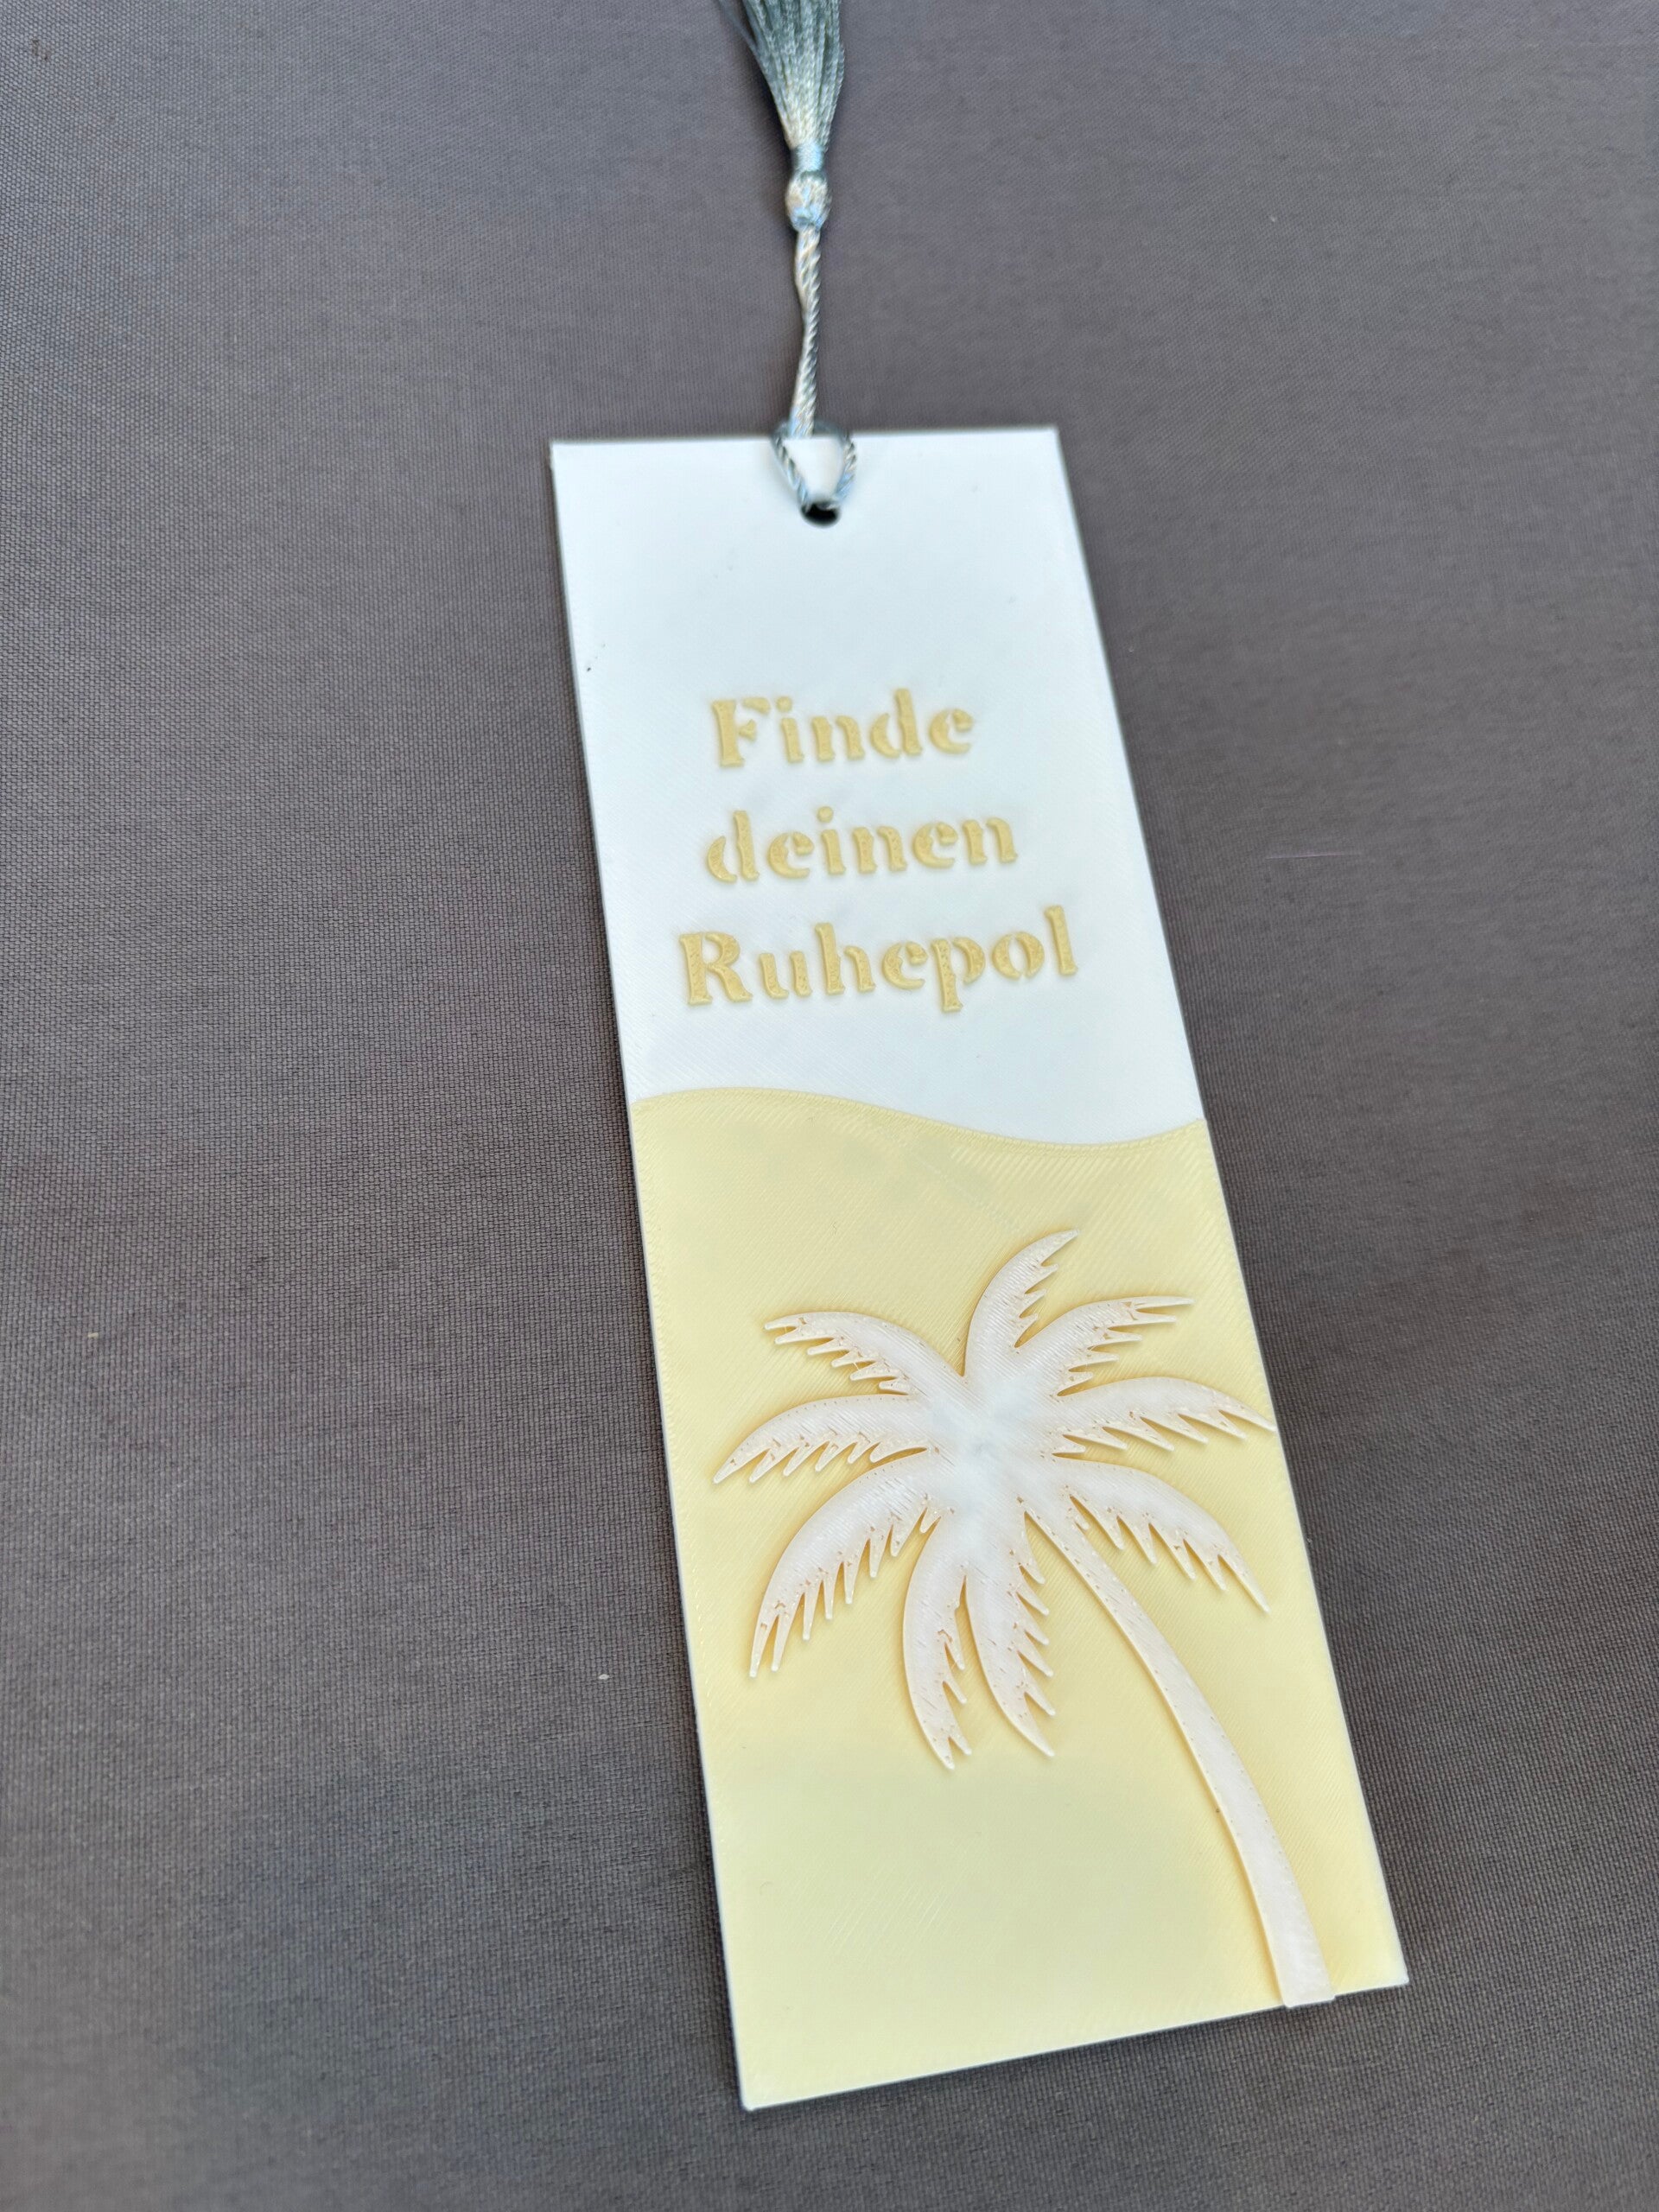 Finde
deinen
Ruhepol